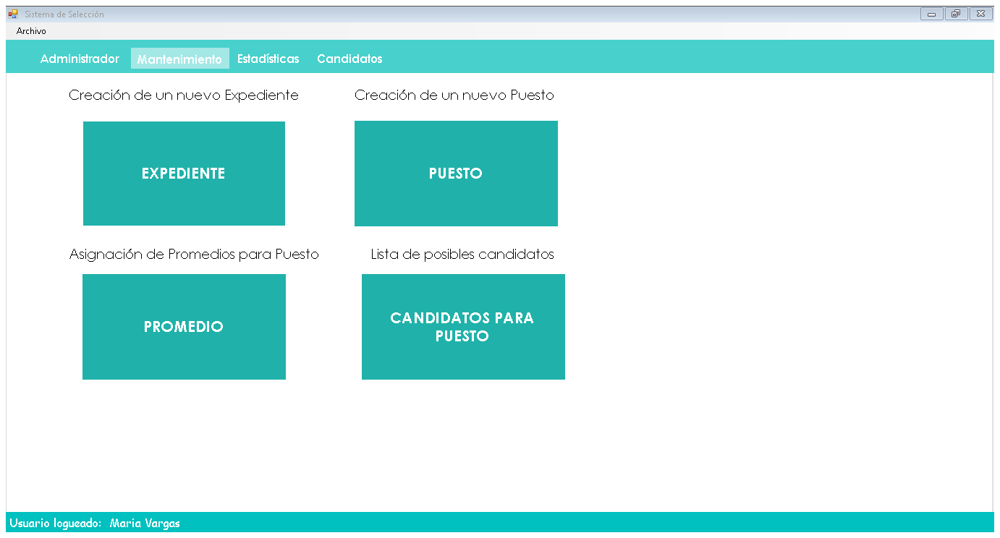 Sistema de Selección
Archivo
Administrador Mantenimiento Estadísticas Candidatos
Creación de un nuevo Expediente
Creación de un nuevo Puesto
EXPEDIENTE
PUESTO
Asignación de Promedios para Puesto
Lista de posibles candidatos
PROMEDIO
CANDIDATOS PARA
PUESTO
Usuario logueado: Maria Vargas